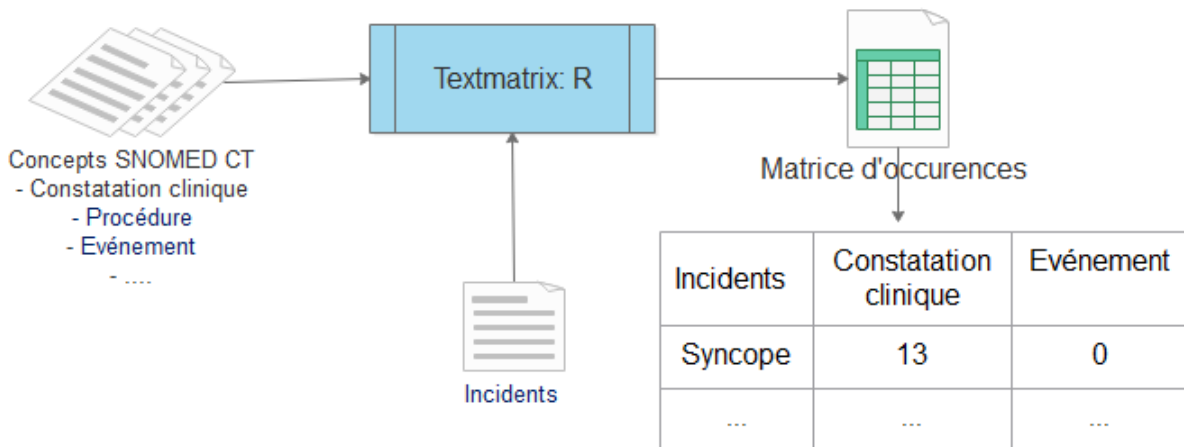 Textmatrix: R
Concepts SNOMED CT
- Constatation clinique
- Procédure
- Evénement
- ....
Incidents
Matrice d'occurences
Incidents
Constatation
clinique
Evénement
Syncope
13
0
...
...
...